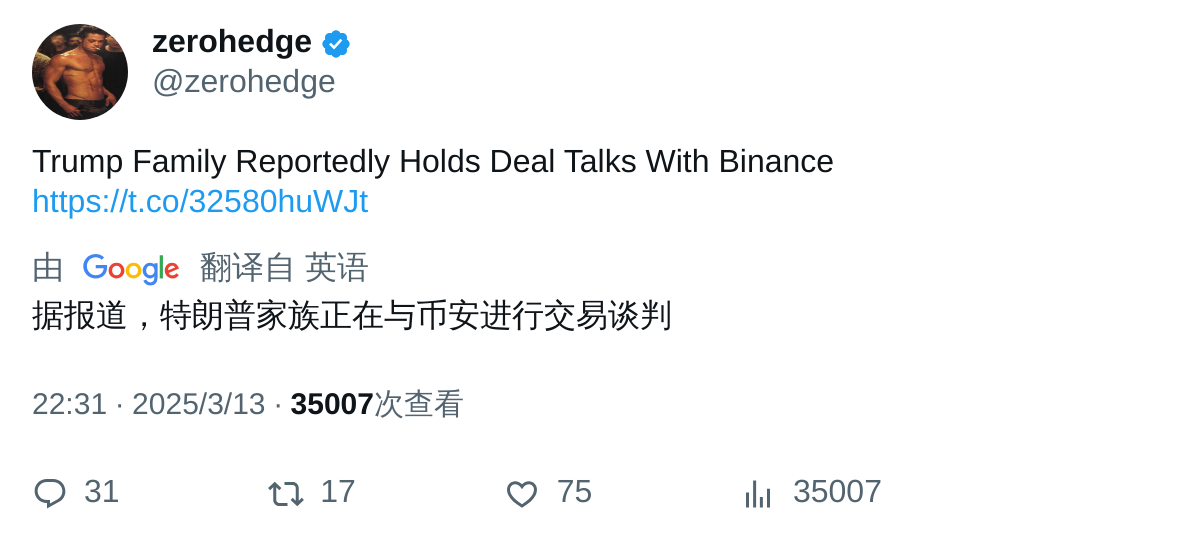 zerohedge
@zerohedge
Trump Family Reportedly Holds Deal Talks With Binance
https://t.co/32580huWJt
由 Google 翻译自 英语
据报道，特朗普家族正在与币安进行交易谈判
22:31 · 2025/3/13 · 35007次查看
31 17 75 35007